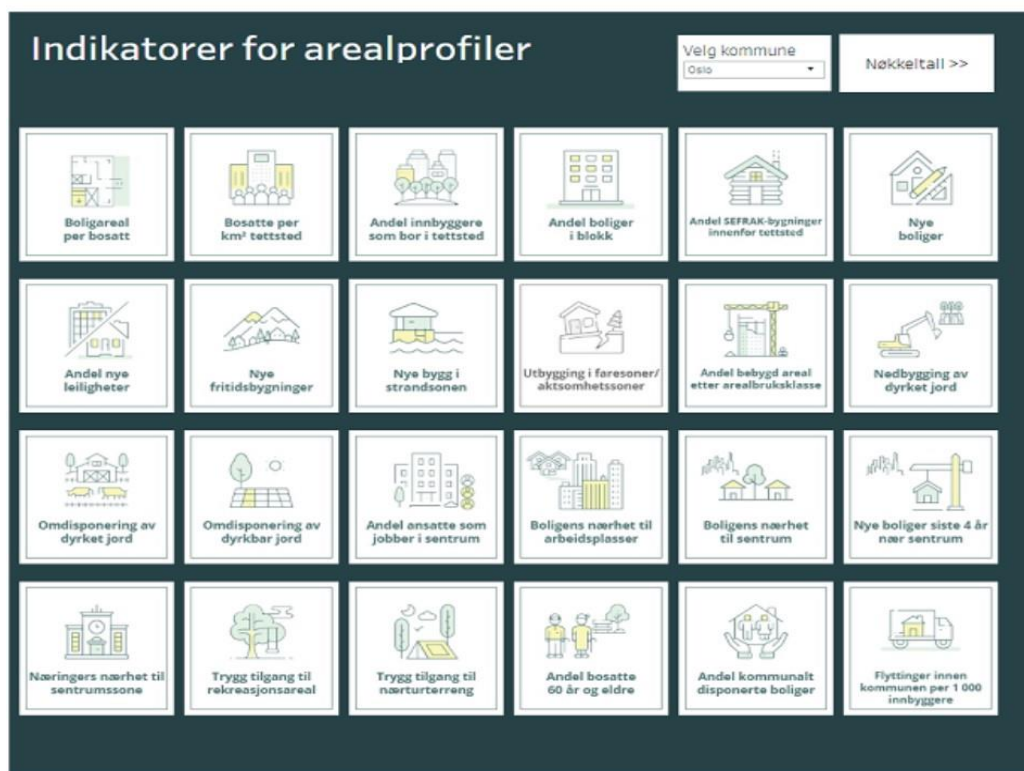 Indikatorer for arealprofiler
Velg kommune
Oslo
Nøkkeltall >>
Boligareal
per bosatt
Bosatte per
km² tettsted
Andel innbyggere
som bor i tettsted
Andel boliger
i blokk
Andel SEFRAK-bygninger
innenfor tettsted
Nye
boliger
Andel nye
leiligheter
Nye
fritidsbygninger
Nye bygg i
strandsonen
Utbygging i faresoner/
aktsomhetssoner
Andel bebygd areal
etter arealbruksklasse
Nedbygging av
dyrket jord
Omdisponering av
dyrket jord
Omdisponering av
dyrkbar jord
Andel ansatte som
jobber i sentrum
Boligens nærhet til
arbeidsplasser
Boligens nærhet
til sentrum
Nye boliger siste 4 år
nær sentrum
Næringers nærhet til
sentrumssone
Trygg tilgang til
rekreasjonsareal
Trygg tilgang til
nærturterreng
Andel bosatte
60 år og eldre
Andel kommunalt
disponerte boliger
Flyttinger innen
kommunen per 1 000
innbyggere